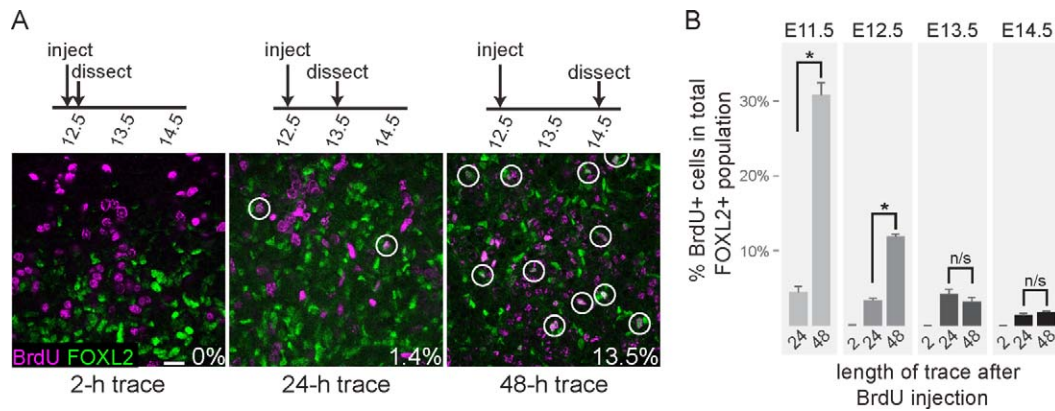 A
inject
dissect
12.5 13.5 14.5
inject
dissect
12.5 13.5 14.5
inject
dissect
12.5 13.5 14.5
BrdU FOXL2 0%
1.4%
13.5%
2-h trace
24-h trace
48-h trace
B
E11.5 E12.5 E13.5 E14.5
% BrdU+ cells in total
FOXL2+ population
30%
20%
10%
*
*
n/s
n/s
24 48 2 24 48 2 24 48 2 24 48
length of trace after
BrdU injection